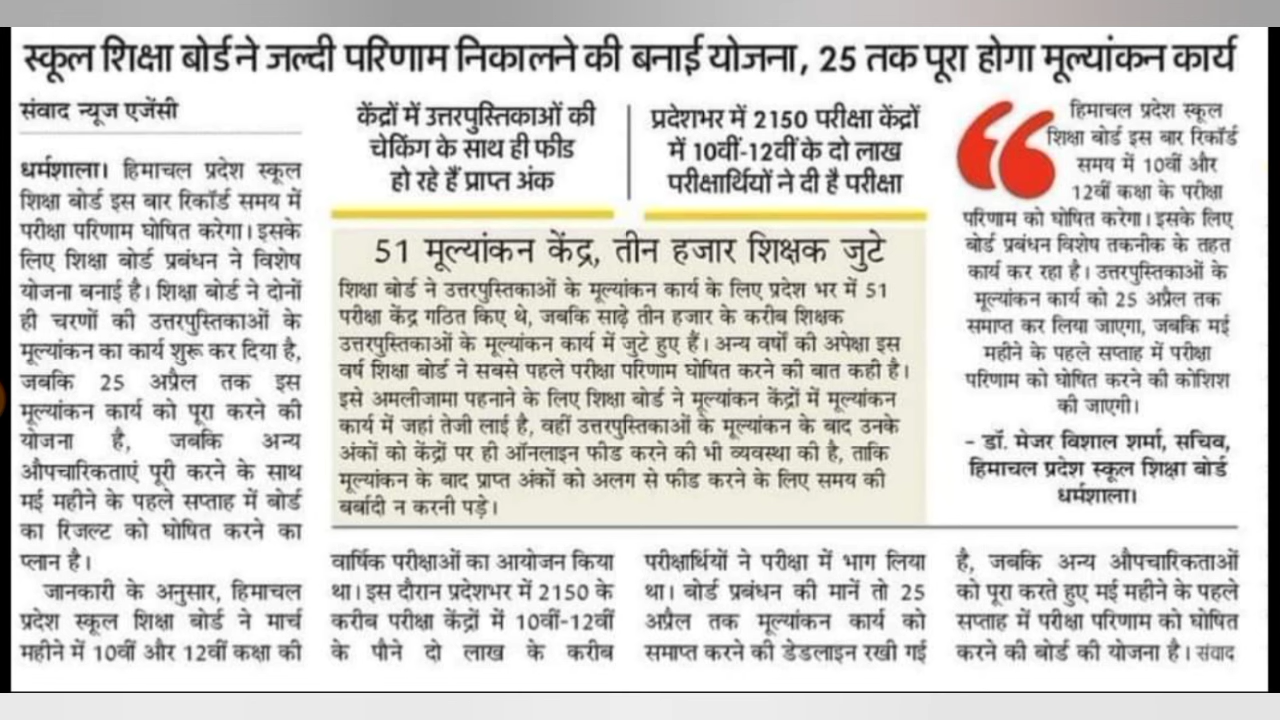 स्कूल शिक्षा बोर्ड ने जल्दी परिणाम निकालने की बनाई योजना, 25 तक पूरा होगा मूल्यांकन कार्य
संवाद न्यूज एजेंसी
धर्मशाला। हिमाचल प्रदेश स्कूल
शिक्षा बोर्ड इस बार रिकॉर्ड समय में
परीक्षा परिणाम घोषित करेगा। इसके
लिए शिक्षा बोर्ड प्रबंधन ने विशेष
योजना बनाई है। शिक्षा बोर्ड ने दोनों
ही चरणों की उत्तरपुस्तिकाओं के
मूल्यांकन का कार्य शुरू कर दिया है,
जबकि 25 अप्रैल तक इस
मूल्यांकन कार्य को पूरा करने की
योजना है, जबकि अन्य
औपचारिकताएं पूरी करने के साथ
मई महीने के पहले सप्ताह में बोर्ड
का रिजल्ट को घोषित करने का
प्लान है।
जानकारी के अनुसार, हिमाचल
प्रदेश स्कूल शिक्षा बोर्ड ने मार्च
महीने में 10वीं और 12वीं कक्षा की
केंद्रों में उत्तरपुस्तिकाओं की
चेकिंग के साथ ही फीड
हो रहे हैं प्राप्त अंक
प्रदेशभर में 2150 परीक्षा केंद्रों
में 10वीं-12वीं के दो लाख
परीक्षार्थियों ने दी है परीक्षा
51 मूल्यांकन केंद्र, तीन हजार शिक्षक जुटे
शिक्षा बोर्ड ने उत्तरपुस्तिकाओं के मूल्यांकन कार्य के लिए प्रदेश भर में 51
परीक्षा केंद्र गठित किए थे, जबकि साढ़े तीन हजार के करीब शिक्षक
उत्तरपुस्तिकाओं के मूल्यांकन कार्य में जुटे हुए हैं। अन्य वर्षों की अपेक्षा इस
वर्ष शिक्षा बोर्ड ने सबसे पहले परीक्षा परिणाम घोषित करने की बात कही है।
इसे अमलीजामा पहनाने के लिए शिक्षा बोर्ड ने मूल्यांकन केंद्रों में मूल्यांकन
कार्य में जहां तेजी लाई है, वहीं उत्तरपुस्तिकाओं के मूल्यांकन के बाद उनके
अंकों को केंद्रों पर ही ऑनलाइन फीड करने की भी व्यवस्था की है, ताकि
मूल्यांकन के बाद प्राप्त अंकों को अलग से फीड करने के लिए समय की
बर्बादी न करनी पड़े।
हिमाचल प्रदेश स्कूल
शिक्षा बोर्ड इस बार रिकॉर्ड
समय में 10वीं और
12वीं कक्षा के परीक्षा
परिणाम को घोषित करेगा। इसके लिए
बोर्ड प्रबंधन विशेष तकनीक के तहत
कार्य कर रहा है। उत्तरपुस्तिकाओं के
मूल्यांकन कार्य को 25 अप्रैल तक
समाप्त कर लिया जाएगा, जबकि मई
महीने के पहले सप्ताह में परीक्षा
परिणाम को घोषित करने की कोशिश
की जाएगी।
- डॉ. मेजर विशाल शर्मा, सचिव,
हिमाचल प्रदेश स्कूल शिक्षा बोर्ड
धर्मशाला।
वार्षिक परीक्षाओं का आयोजन किया
था। इस दौरान प्रदेशभर में 2150 के
करीब परीक्षा केंद्रों में 10वीं-12वीं
के पौने दो लाख के करीब
परीक्षार्थियों ने परीक्षा में भाग लिया
था। बोर्ड प्रबंधन की मानें तो 25
अप्रैल तक मूल्यांकन कार्य को
समाप्त करने की डेडलाइन रखी गई
है, जबकि अन्य औपचारिकताओं
को पूरा करते हुए मई महीने के पहले
सप्ताह में परीक्षा परिणाम को घोषित
करने की बोर्ड की योजना है। संवाद